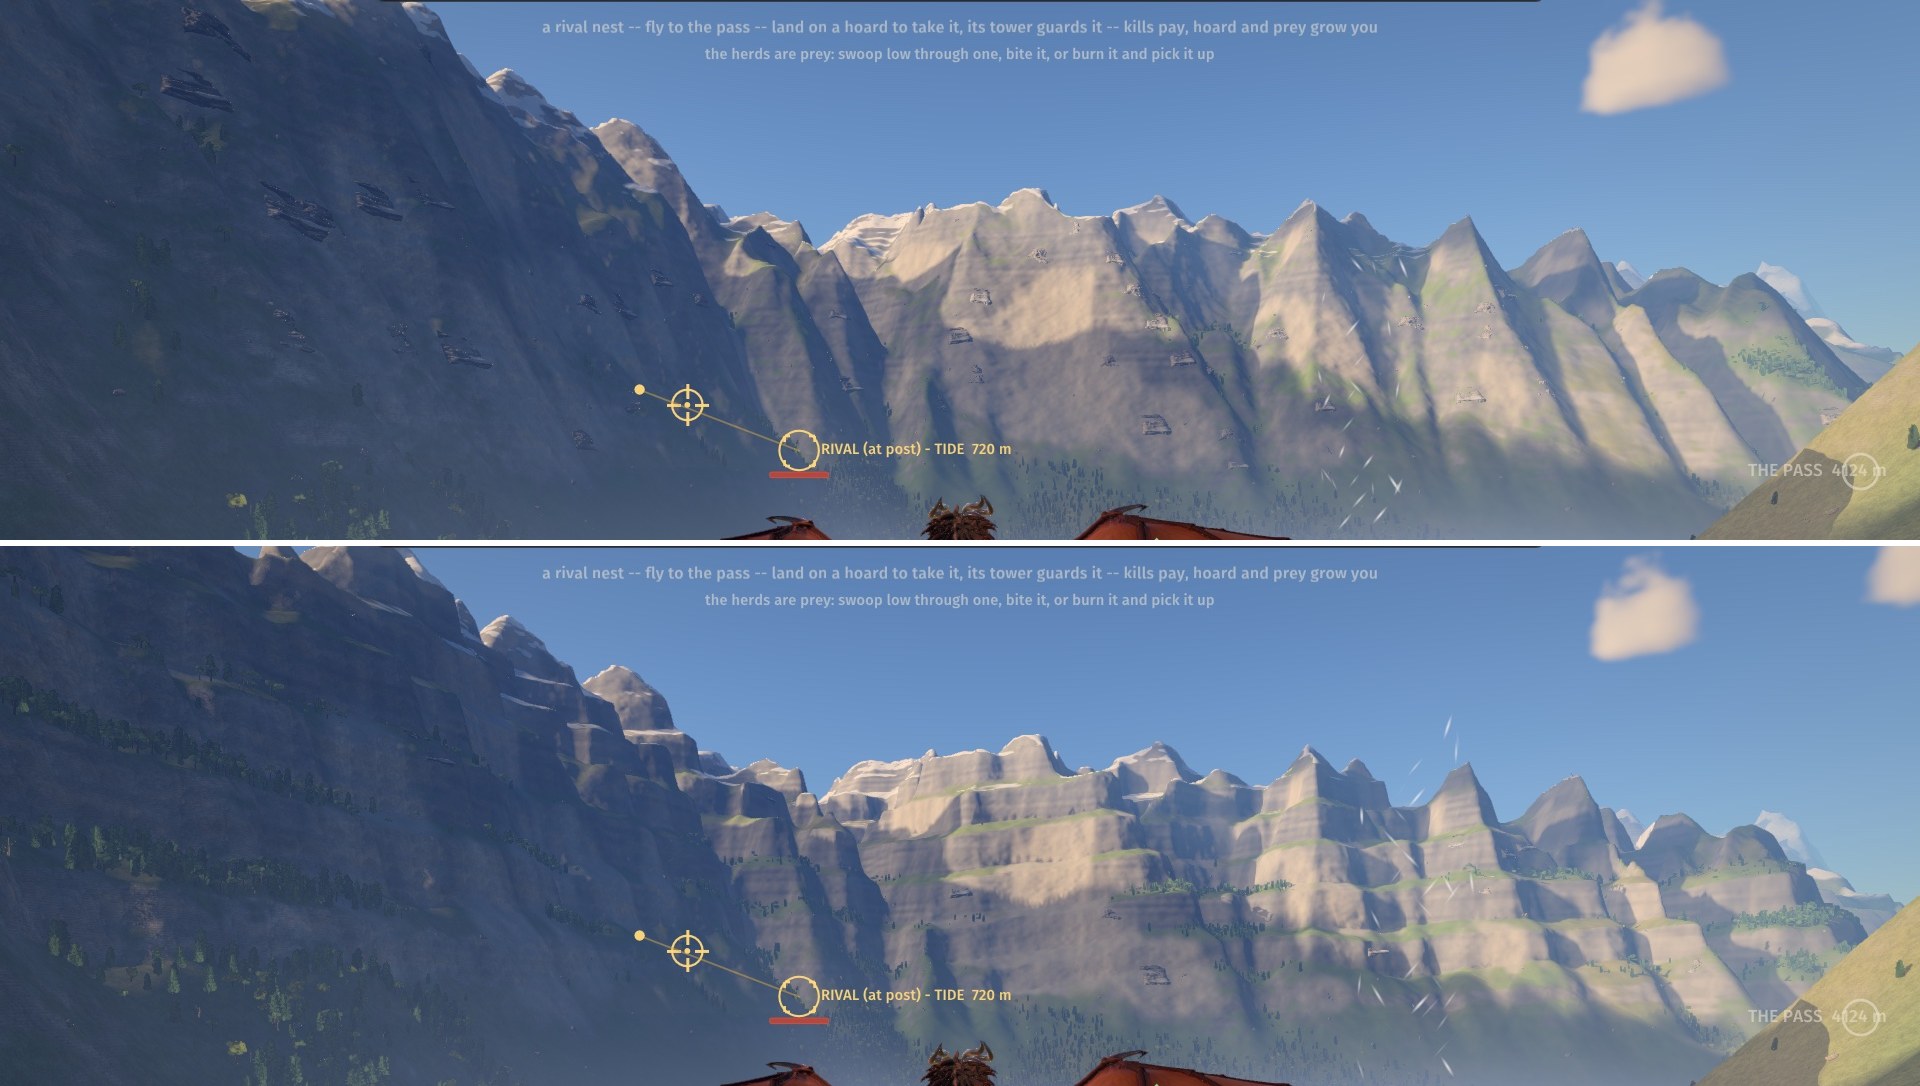 a rival nest -- fly to the pass -- land on a hoard to take it, its tower guards it -- kills pay, hoard and prey grow you
the herds are prey: swoop low through one, bite it, or burn it and pick it up
RIVAL (at post) - TIDE 720 m
THE PASS 4124 m
a rival nest -- fly to the pass -- land on a hoard to take it, its tower guards it -- kills pay, hoard and prey grow you
the herds are prey: swoop low through one, bite it, or burn it and pick it up
RIVAL (at post) - TIDE 720 m
THE PASS 4124 m